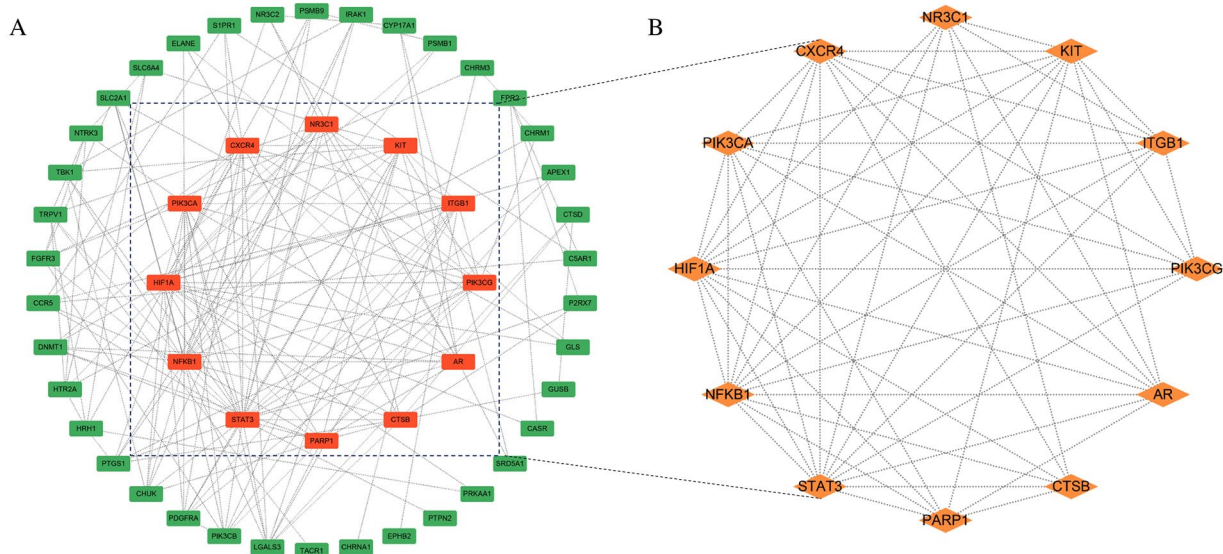 A
B
NR3C2
PSMB9
IRAK1
S1PR1
CYP17A1
ELANE
PSMB1
SLC6A4
CHRM3
SLC2A1
FPR2
NTRK3
CHRM1
TBK1
APEX1
TRPV1
CTSD
FGFR3
C5AR1
CCR5
P2RX7
DNMT1
GLS
HTR2A
GUSB
HRH1
CASR
PTGS1
SRD5A1
CHUK
PRKAA1
PDGFRA
PTPN2
PIK3CB
EPHB2
LGALS3
TACR1
CHRNA1
NR3C1
CXCR4
KIT
PIK3CA
ITGB1
HIF1A
PIK3CG
NFKB1
AR
STAT3
CTSB
PARP1
NR3C1
CXCR4
KIT
PIK3CA
ITGB1
HIF1A
PIK3CG
NFKB1
AR
STAT3
CTSB
PARP1